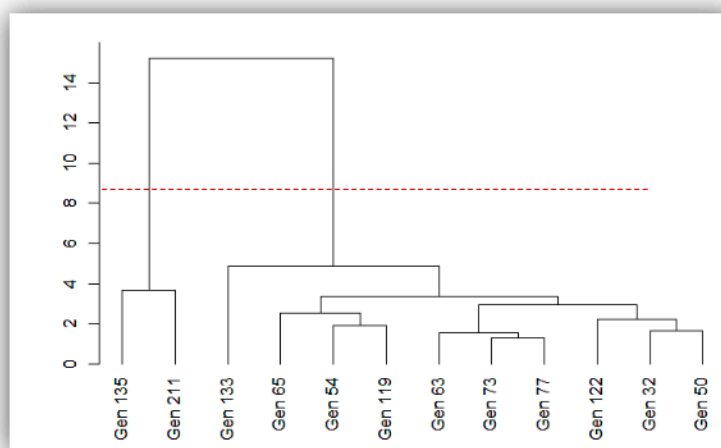 14
12
10
8
6
4
2
0
Gen 135
Gen 211
Gen 133
Gen 65
Gen 54
Gen 119
Gen 63
Gen 73
Gen 77
Gen 122
Gen 32
Gen 50